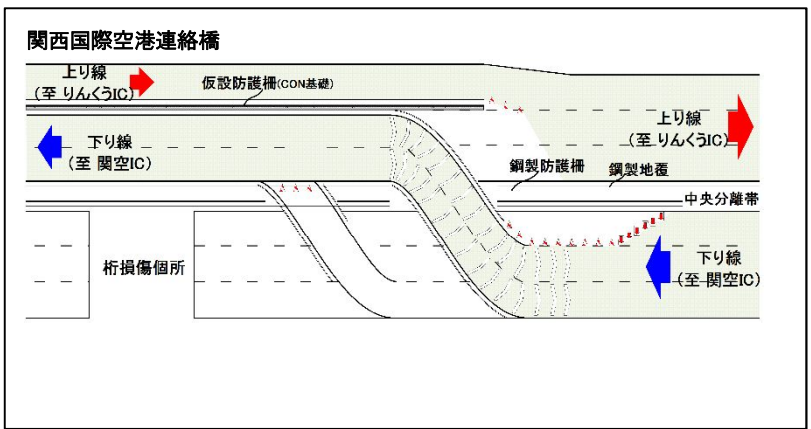 関西国際空港連絡橋
上り線
(至 りんくうIC)
仮設防護柵(CON基礎)
上り線
(至 りんくうIC)
下り線
(至 関空IC)
鋼製防護柵
鋼製地覆
中央分離帯
下り線
(至 関空IC)
桁損傷個所